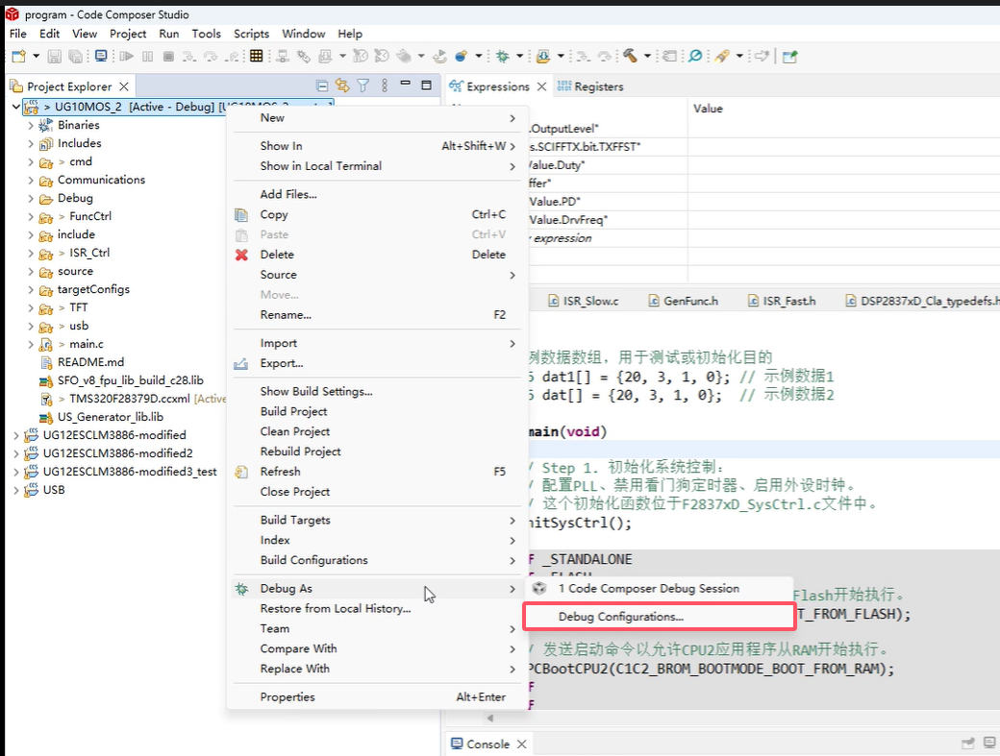 program - Code Composer Studio
File Edit View Project Run Tools Scripts Window Help
Project Explorer
UG10MOS_2 [Active - Debug]
Binaries
Includes
> cmd
Communications
Debug
> FuncCtrl
include
> ISR_Ctrl
source
targetConfigs
> TFT
> usb
> main.c
README.md
SFO_v8_fpu_lib_build_c28.lib
> TMS320F28379D.ccxml [Active
US_Generator_lib.lib
UG12ESCLM3886-modified
UG12ESCLM3886-modified2
UG12ESCLM3886-modified3_test
USB
New
Show In Alt+Shift+W
Show in Local Terminal
Add Files...
Copy Ctrl+C
Paste Ctrl+V
Delete Delete
Source
Move...
Rename... F2
Import
Export...
Show Build Settings...
Build Project
Clean Project
Rebuild Project
Refresh F5
Close Project
Build Targets
Index
Build Configurations
Debug As
Restore from Local History...
Team
Compare With
Replace With
Properties Alt+Enter
1 Code Composer Debug Session
Debug Configurations...
Expressions Registers
Value
.OutputLevel"
s.SCIFFTX.bit.TXFFST"
Value.Duty"
ffer"
Value.PD"
Value.DrvFreq"
expression
ISR_Slow.c GenFunc.h ISR_Fast.h DSP2837xD_Cla_typedefs.h
例数据数组，用于测试或初始化目的
dat1[] = {20, 3, 1, 0}; // 示例数据1
dat[] = {20, 3, 1, 0}; // 示例数据2
main(void)
/ Step 1. 初始化系统控制：
/ 配置PLL、禁用看门狗定时器、启用外设时钟。
/ 这个初始化函数位于F2837xD_SysCtrl.c文件中。
nitSysCtrl();
f _STANDALONE
Flash开始执行。
T_FROM_FLASH);
/ 发送启动命令以允许CPU2应用程序从RAM开始执行。
PCBootCPU2(C1C2_BROM_BOOTMODE_BOOT_FROM_RAM);
f
f
Console